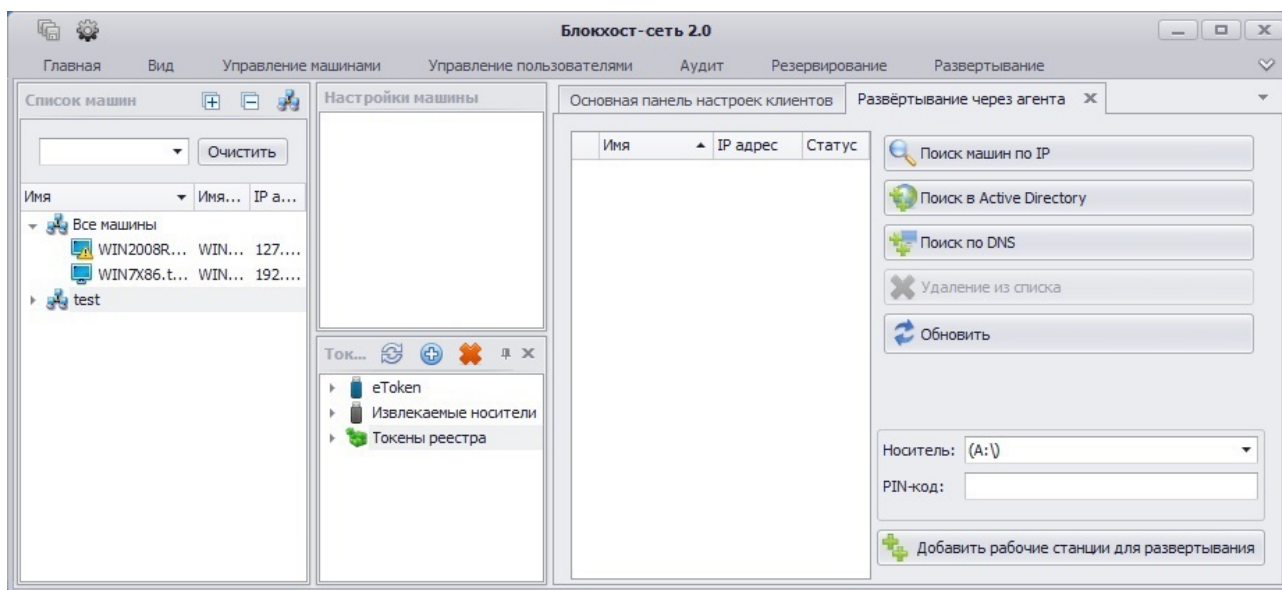 Блокхост-сеть 2.0
Главная Вид Управление машинами Управление пользователями Аудит Резервирование Развертывание
Список машин
Очистить
Имя Имя... IP а...
Все машины
WIN2008R... WIN... 127....
WIN7X86.t... WIN... 192....
test
Настройки машины
Ток...
eToken
Извлекаемые носители
Токены реестра
Основная панель настроек клиентов Развёртывание через агента
Имя IP адрес Статус
Поиск машин по IP
Поиск в Active Directory
Поиск по DNS
Удаление из списка
Обновить
Носитель: (A:\)
PIN-код:
Добавить рабочие станции для развертывания